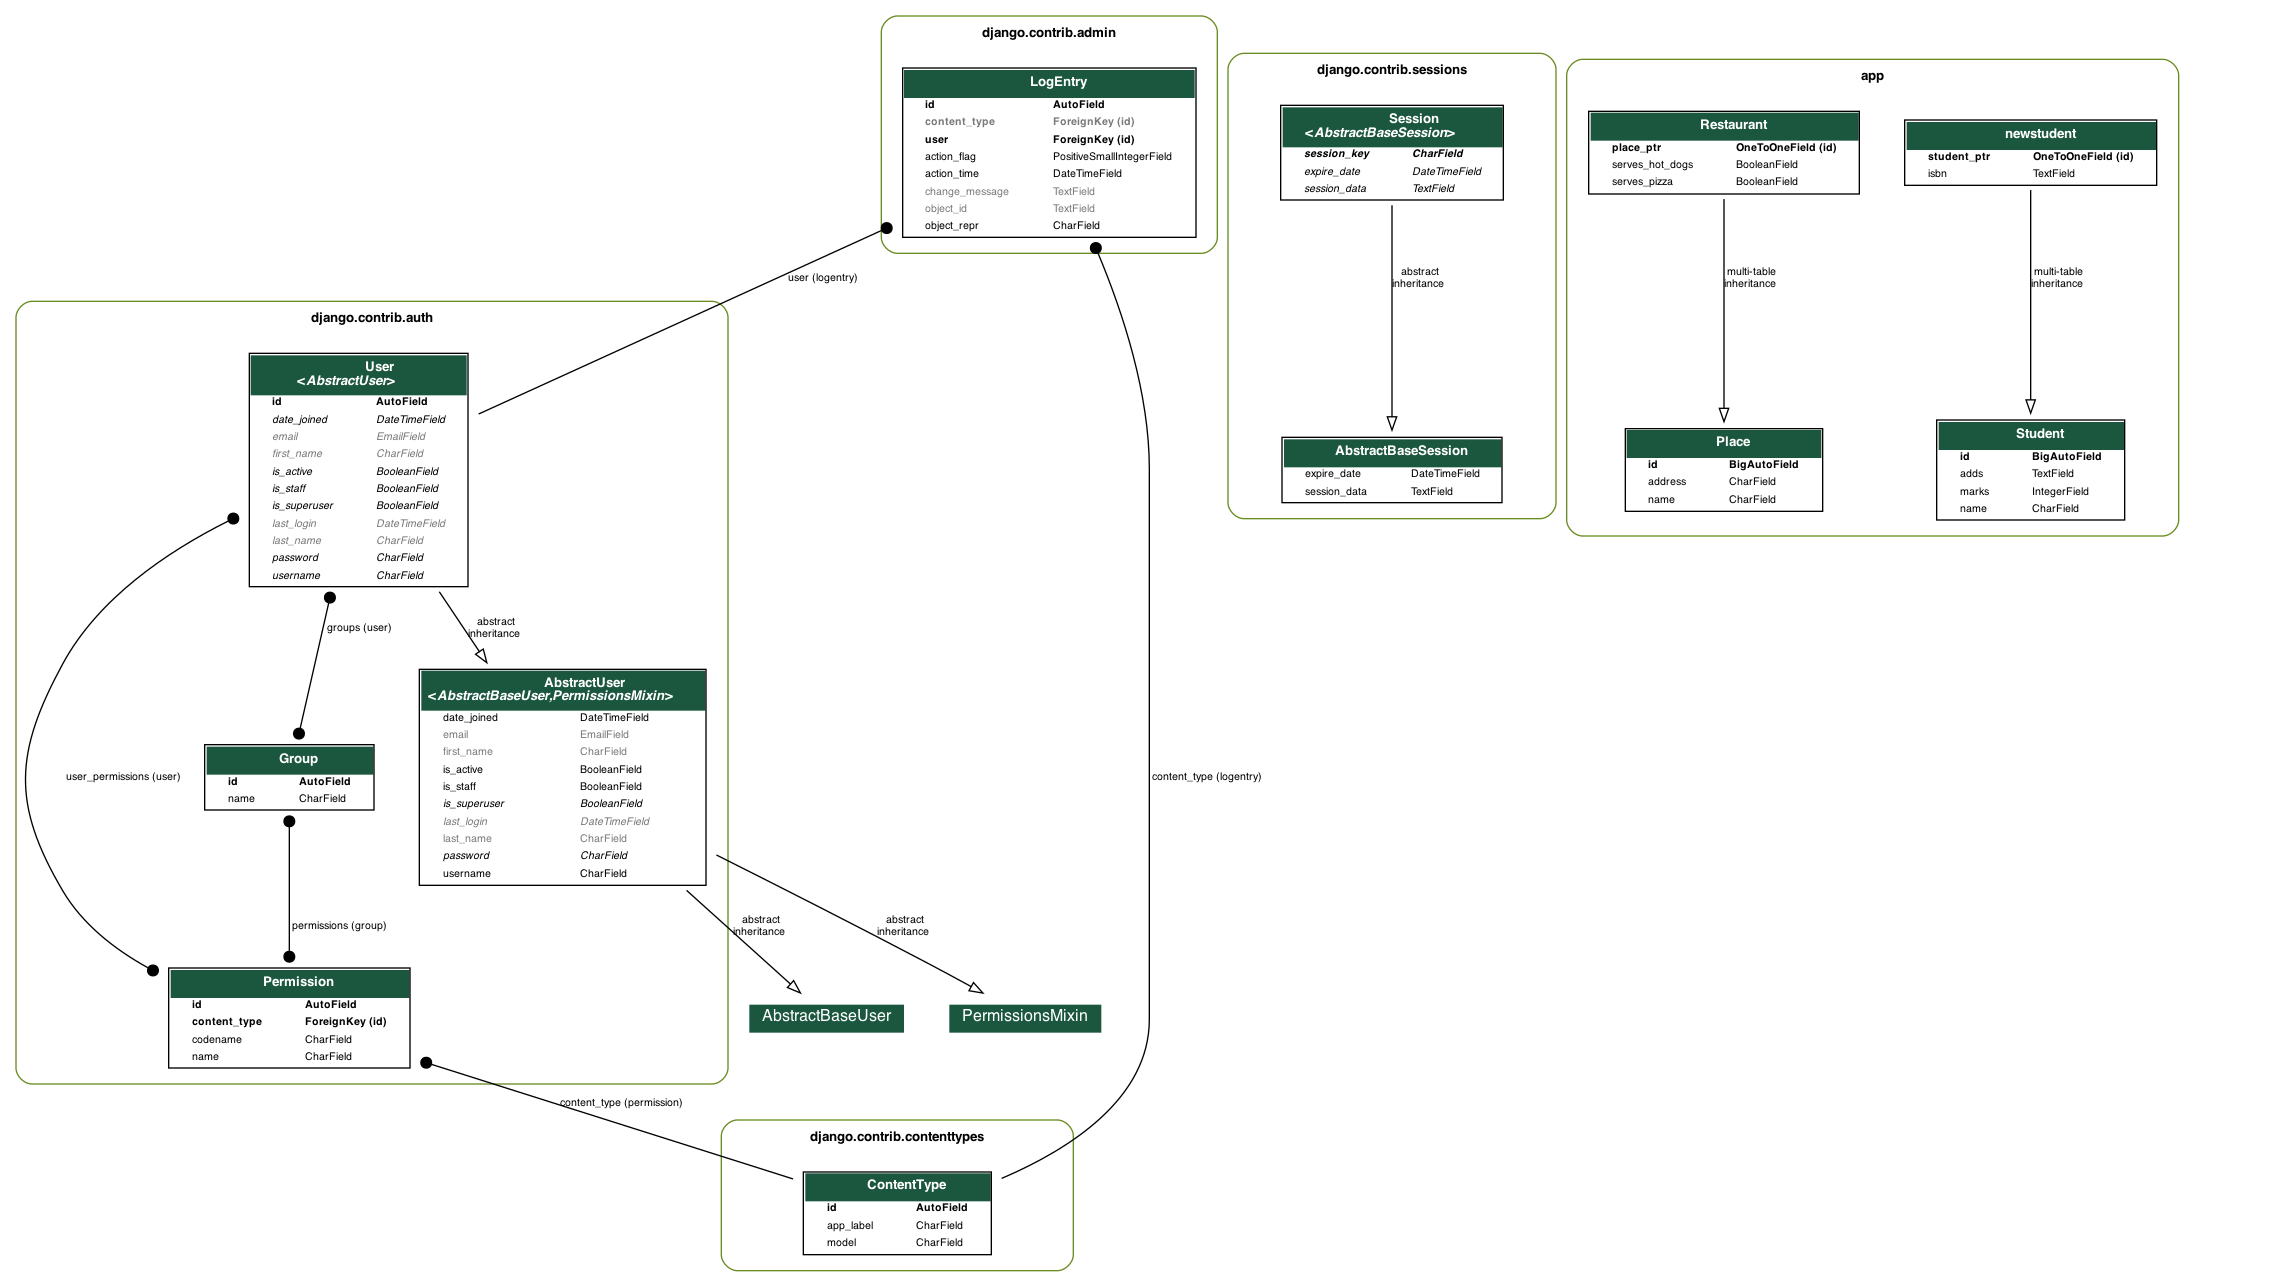 django.contrib.admin
LogEntry
id AutoField
content_type ForeignKey (id)
user ForeignKey (id)
action_flag PositiveSmallIntegerField
action_time DateTimeField
change_message TextField
object_id TextField
object_repr CharField
django.contrib.sessions
Session
<AbstractBaseSession>
session_key CharField
expire_date DateTimeField
session_data TextField
abstract
inheritance
AbstractBaseSession
expire_date DateTimeField
session_data TextField
app
Restaurant
place_ptr OneToOneField (id)
serves_hot_dogs BooleanField
serves_pizza BooleanField
multi-table
inheritance
Place
id BigAutoField
address CharField
name CharField
newstudent
student_ptr OneToOneField (id)
isbn TextField
multi-table
inheritance
Student
id BigAutoField
adds TextField
marks IntegerField
name CharField
user (logentry)
django.contrib.auth
User
<AbstractUser>
id AutoField
date_joined DateTimeField
email EmailField
first_name CharField
is_active BooleanField
is_staff BooleanField
is_superuser BooleanField
last_login DateTimeField
last_name CharField
password CharField
username CharField
groups (user)
abstract
inheritance
AbstractUser
<AbstractBaseUser,PermissionsMixin>
date_joined DateTimeField
email EmailField
first_name CharField
is_active BooleanField
is_staff BooleanField
is_superuser BooleanField
last_login DateTimeField
last_name CharField
password CharField
username CharField
Group
id AutoField
name CharField
user_permissions (user)
content_type (logentry)
permissions (group)
abstract
inheritance
abstract
inheritance
Permission
id AutoField
content_type ForeignKey (id)
codename CharField
name CharField
AbstractBaseUser
PermissionsMixin
content_type (permission)
django.contrib.contenttypes
ContentType
id AutoField
app_label CharField
model CharField